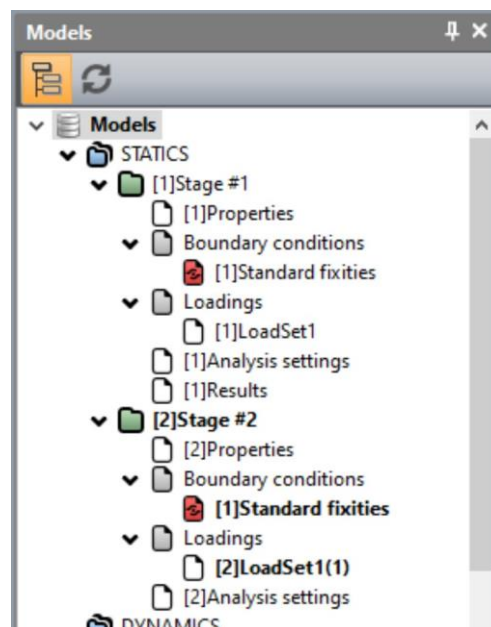 Models
Models
STATICS
[1]Stage #1
[1]Properties
Boundary conditions
[1]Standard fixities
Loadings
[1]LoadSet1
[1]Analysis settings
[1]Results
[2]Stage #2
[2]Properties
Boundary conditions
[1]Standard fixities
Loadings
[2]LoadSet1(1)
[2]Analysis settings
DYNAMICS